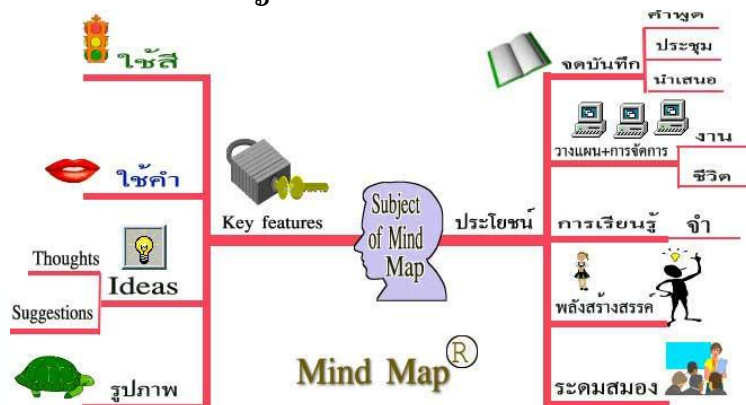 ใช้สี
ใช้คำ
Key features
Thoughts
Ideas
Suggestions
รูปภาพ
Subject
of Mind
Map
Mind Map
R
ประโยชน์
จดบันทึก
คำพูด
ประชุม
นำเสนอ
วางแผน+การจัดการ
งาน
ชีวิต
การเรียนรู้
จำ
พลังสร้างสรรค์
ระดมสมอง